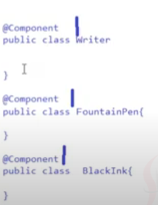 @Component
public class Writer

}
@Component
public class FountainPen{

}
@Component
public class BlackInk{

}